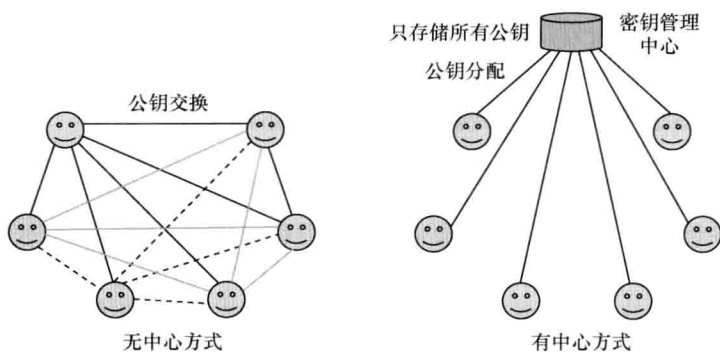 只存储所有公钥
密钥管理
中心
公钥分配
公钥交换
无中心方式
有中心方式